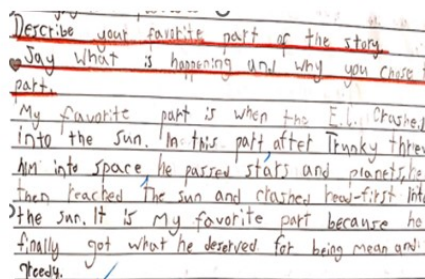 Describe your favorite part of the story.
Say what is happening and why you chose
part.
My favorite part is when the E.L. Crashe
into the sun. In this part, after Trunky threw
him into space, he passed stars and planets, he
then reached the sun and crashed head-first into
the sun. It is My favorite part because he
finally got what he deserved for being mean and
greedy.